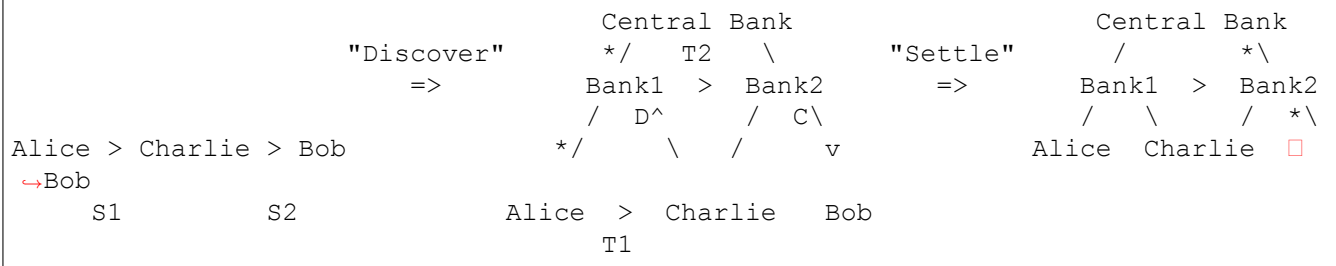 Central Bank                    Central Bank
                      "Discover"      */   T2   \       "Settle"       /       *\
                          =>         Bank1  >  Bank2       =>       Bank1  >  Bank2
                                     /  D^     /  C\                /   \     /  *\
Alice > Charlie > Bob              */     \  /     v             Alice  Charlie  □
↪Bob
     S1         S2              Alice  >  Charlie   Bob
                                      T1